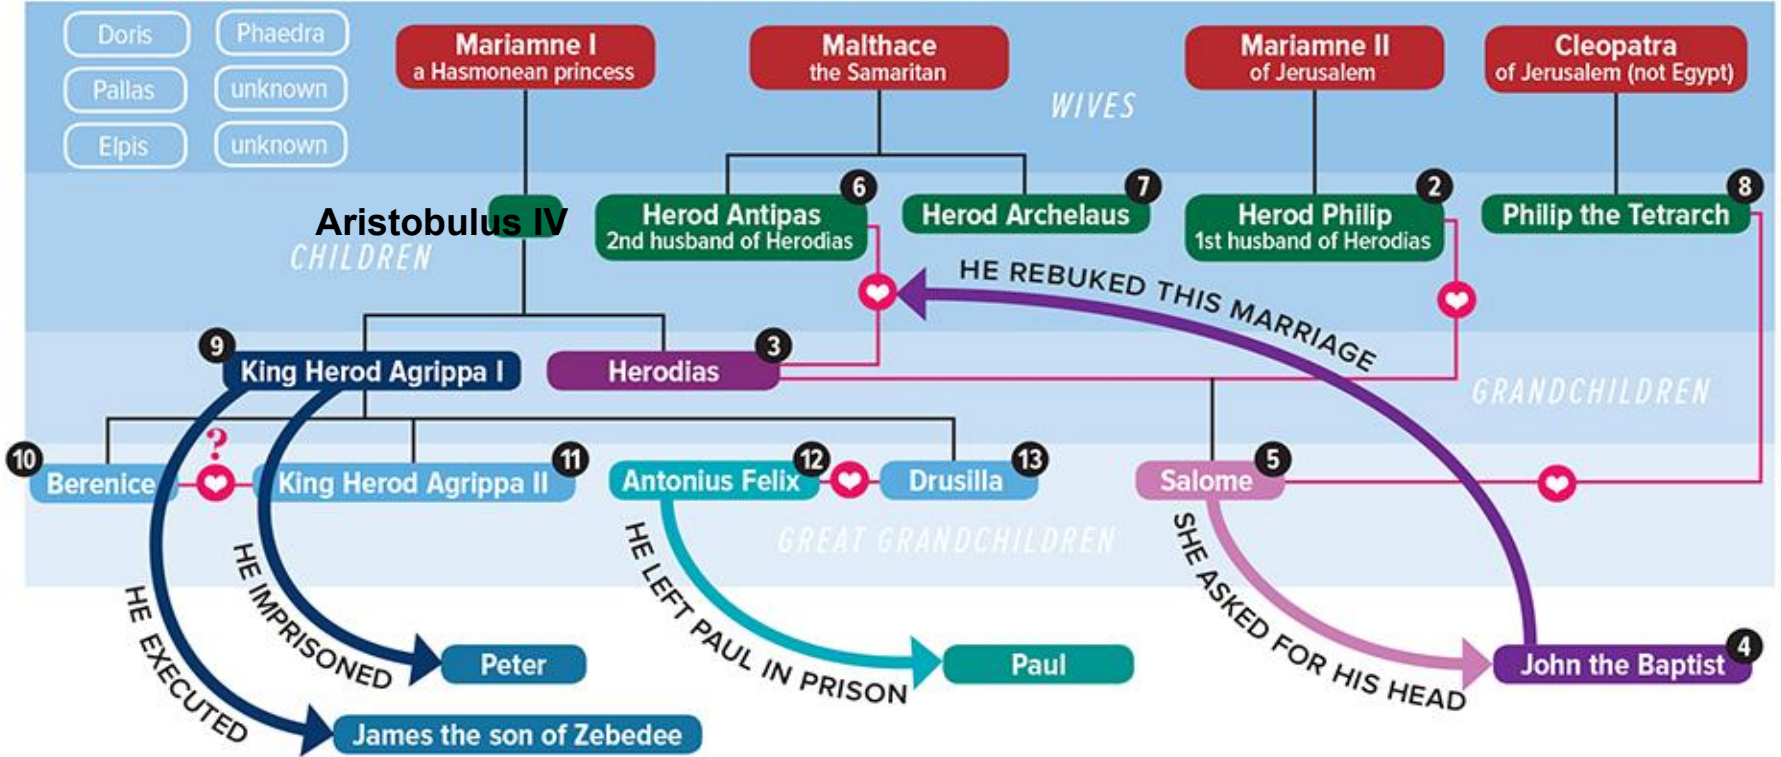 Doris
Phaedra
Pallas
unknown
Elpis
unknown
Mariamne I
a Hasmonean princess
Malthace
the Samaritan
Mariamne II
of Jerusalem
Cleopatra
of Jerusalem (not Egypt)
WIVES
Aristobulus IV
6
Herod Antipas
2nd husband of Herodias
7
Herod Archelaus
2
Herod Philip
1st husband of Herodias
8
Philip the Tetrarch
CHILDREN
HE REBUKED THIS MARRIAGE
9
King Herod Agrippa I
3
Herodias
GRANDCHILDREN
?
10
Berenice
11
King Herod Agrippa II
12
Antonius Felix
13
Drusilla
5
Salome
GREAT GRANDCHILDREN
HE EXECUTED
HE IMPRISONED
HE LEFT PAUL IN PRISON
SHE ASKED FOR HIS HEAD
Peter
Paul
4
John the Baptist
James the son of Zebedee